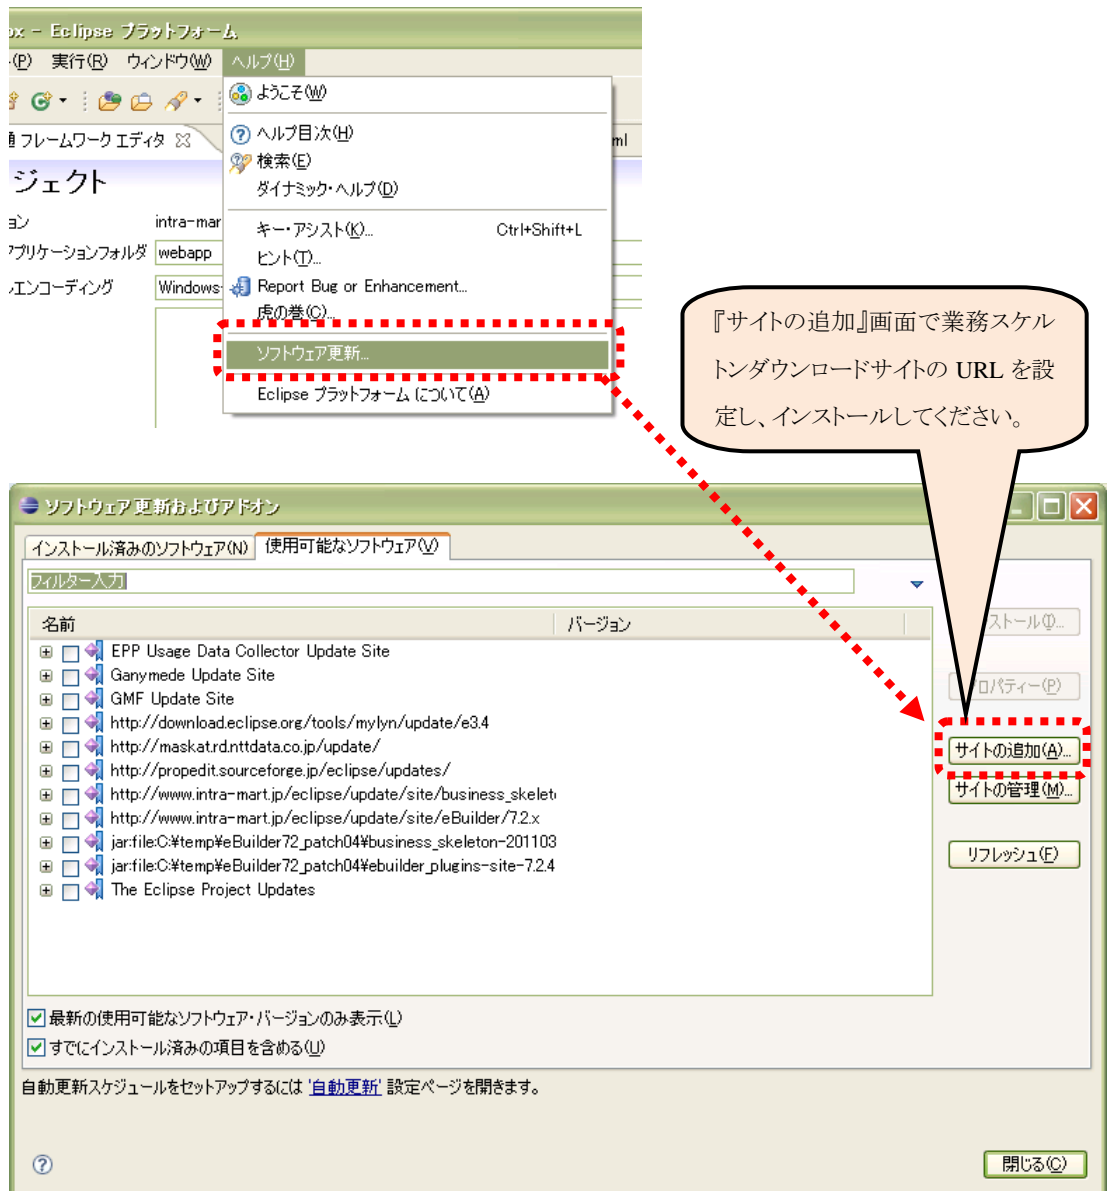 ox - Eclipse プラットフォーム
(P) 実行(R) ウィンドウ(W) ヘルプ(H)
ようこそ(W)
フレームワーク エディタ
ヘルプ目次(H)
ml
検索(E)
ジェクト
ダイナミック・ヘルプ(D)
ョン intra-mar
キー・アシスト(K)... Ctrl+Shift+L
アプリケーションフォルダ webapp
ヒント(T)...
ルエンコーディング Windows-
Report Bug or Enhancement...
虎の巻(C)...
ソフトウェア更新...
Eclipse プラットフォーム について(A)
『サイトの追加』画面で業務スケル
トンダウンロードサイトの URL を設
定し、インストールしてください。
ソフトウェア更新およびアドオン
インストール済みのソフトウェア(N) 使用可能なソフトウェア(V)
フィルター入力
名前 バージョン
ストール(I)...
EPP Usage Data Collector Update Site
Ganymede Update Site
ロパティー(P)
GMF Update Site
http://download.eclipse.org/tools/mylyn/update/e3.4
http://maskat.rd.nttdata.co.jp/update/
サイトの追加(A)...
http://propedit.sourceforge.jp/eclipse/updates/
http://www.intra-mart.jp/eclipse/update/site/business_skelet
サイトの管理(M)...
http://www.intra-mart.jp/eclipse/update/site/eBuilder/7.2.x
jar:file:C:¥temp¥eBuilder72_patch04¥business_skeleton-201103
リフレッシュ(F)
jar:file:C:¥temp¥eBuilder72_patch04¥ebuilder_plugins-site-7.2.4
The Eclipse Project Updates
最新の使用可能なソフトウェア・バージョンのみ表示(L)
すでにインストール済みの項目を含める(U)
自動更新スケジュールをセットアップするには '自動更新' 設定ページを開きます。
閉じる(C)